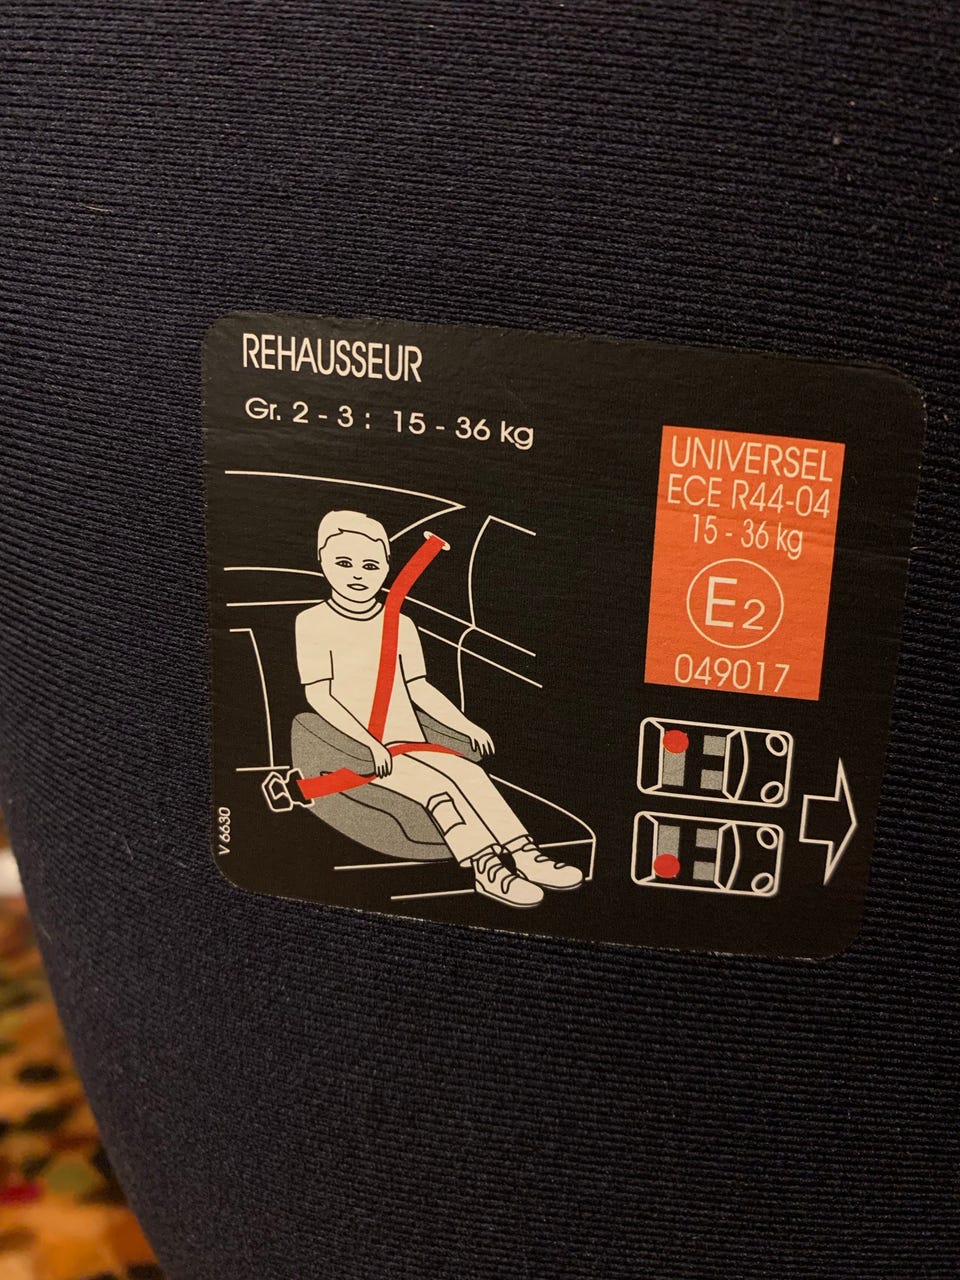 REHAUSSEUR
Gr. 2 - 3 : 15 - 36 kg
UNIVERSEL
ECE R44-04
15 - 36 kg
E2
049017
V 6630